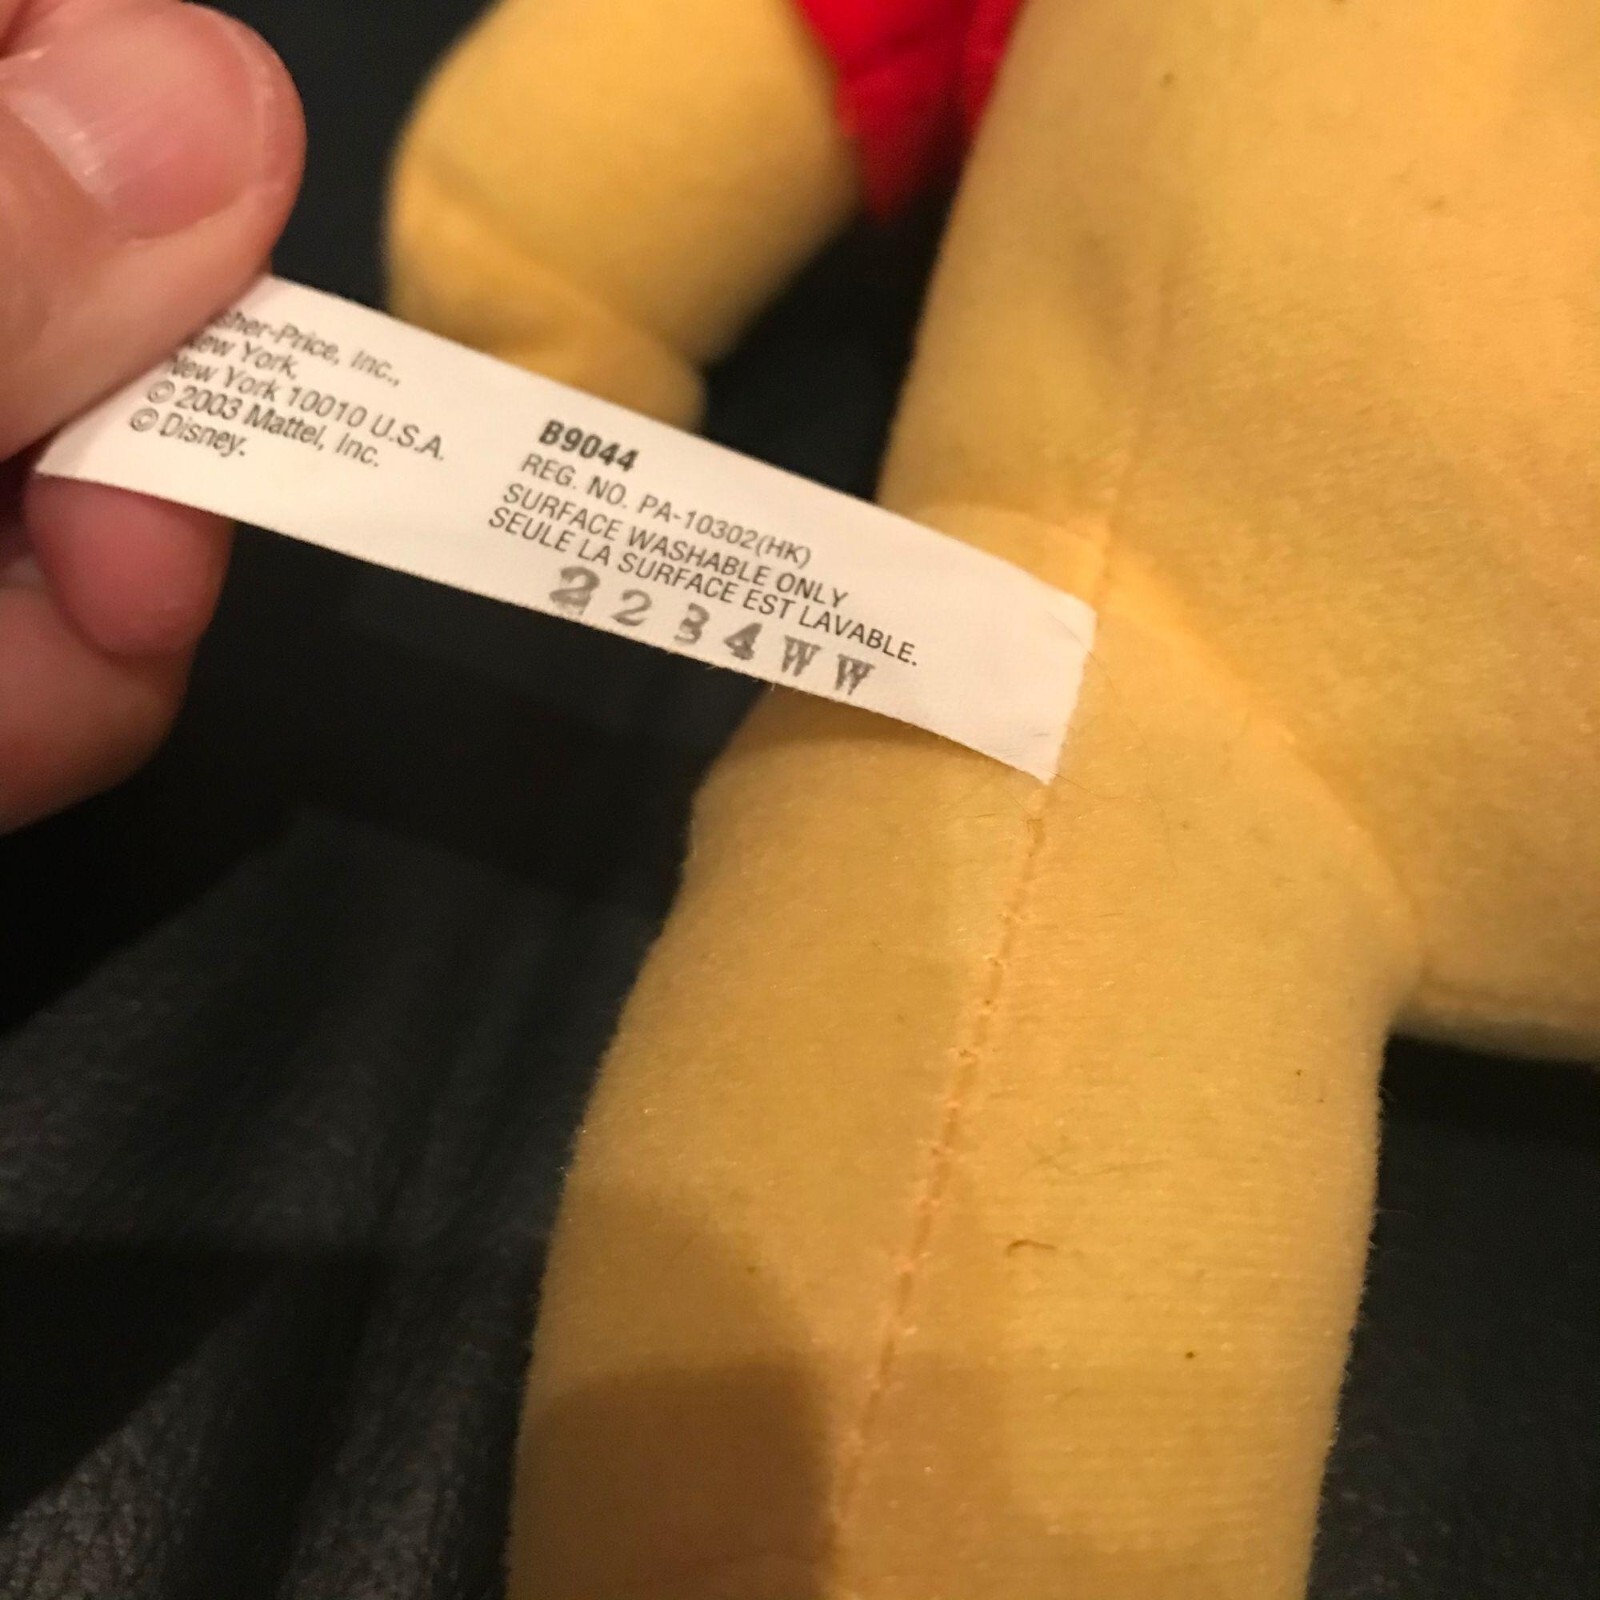 Fisher-Price, Inc.,
New York,
New York 10010 U.S.A.
© 2003 Mattel, Inc.
© Disney.
B9044
REG. NO. PA-10302(HK)
SURFACE WASHABLE ONLY
SEULE LA SURFACE EST LAVABLE.
2234WW